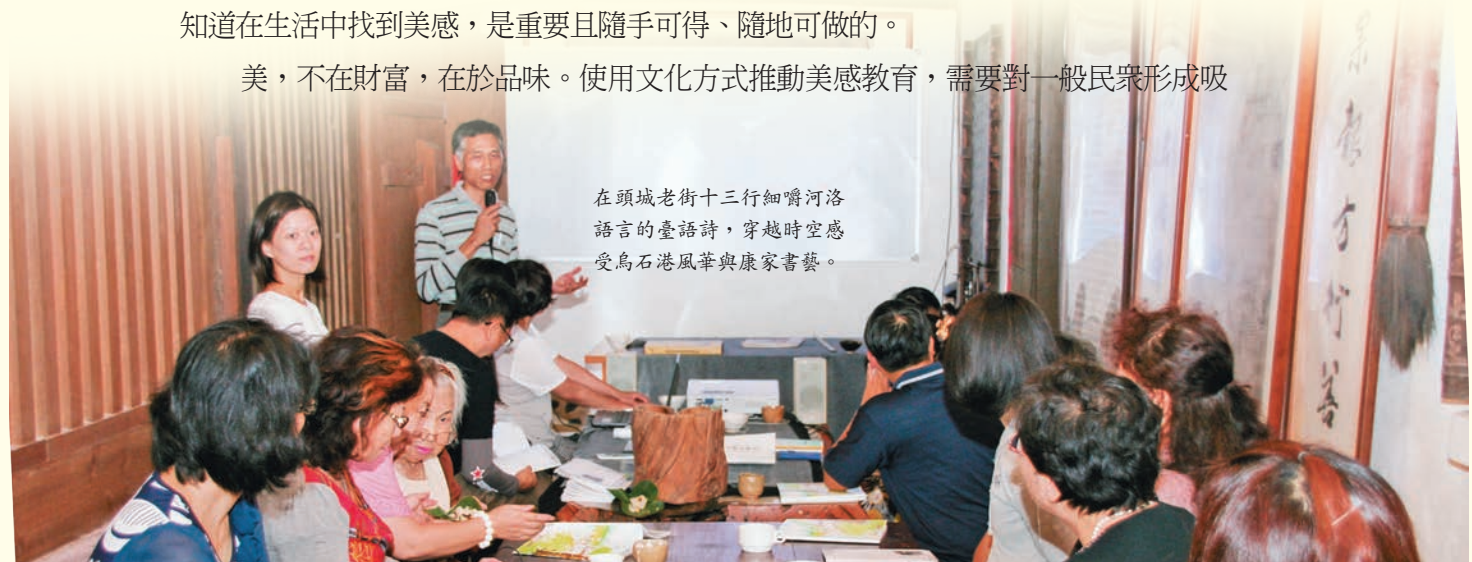 知道在生活中找到美感，是重要且隨手可得、隨地可做的。
美，不在財富，在於品味。使用文化方式推動美感教育，需要對一般民眾形成吸
在頭城老街十三行細嚼河洛
語言的臺語詩，穿越時空感
受烏石港風華與康家書藝。